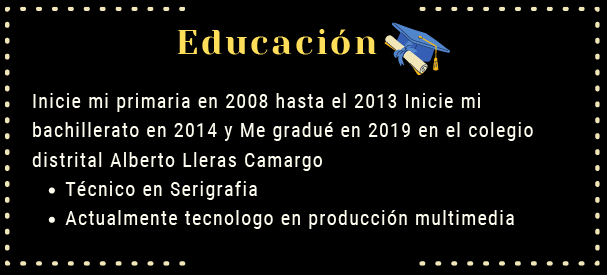 Educación
Inicie mi primaria en 2008 hasta el 2013 Inicie mi
bachillerato en 2014 y Me gradué en 2019 en el colegio
distrital Alberto Lleras Camargo
• Técnico en Serigrafia
• Actualmente tecnologo en producción multimedia